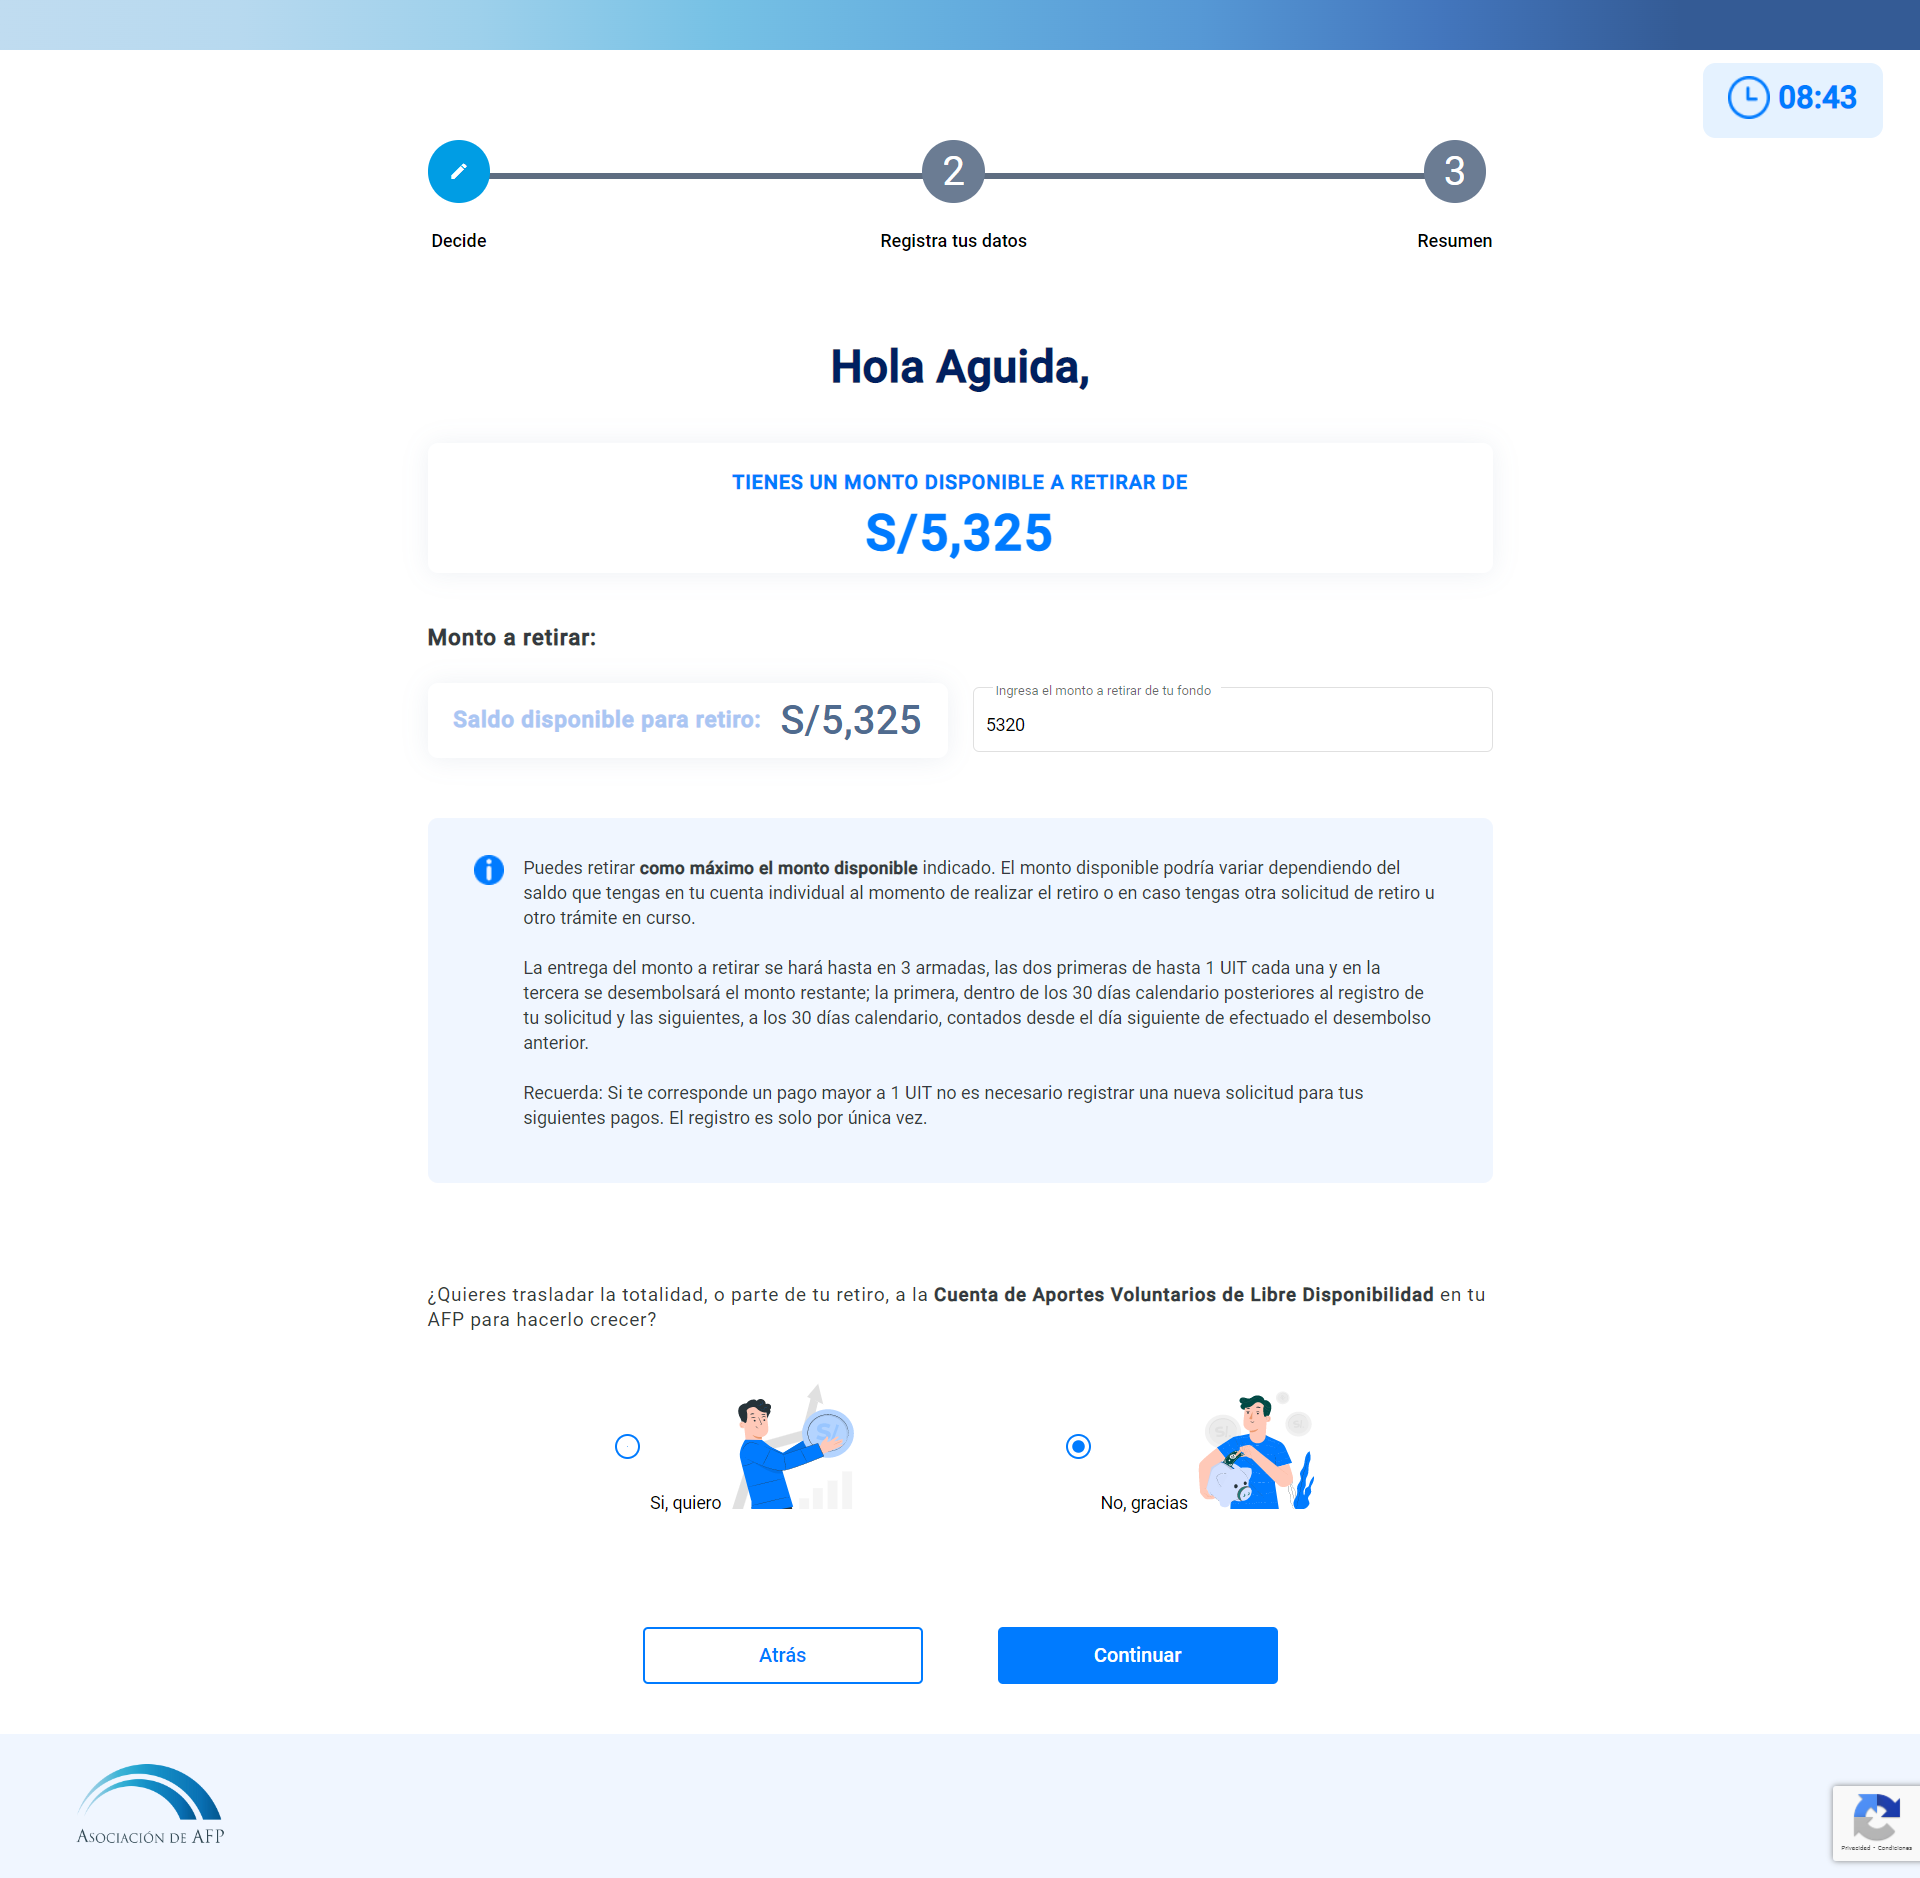 08:43
2
3
Decide
Registra tus datos
Resumen
Hola Aguida,
TIENES UN MONTO DISPONIBLE A RETIRAR DE
S/5,325
Monto a retirar:
Saldo disponible para retiro: S/5,325
Ingresa el monto a retirar de tu fondo
5320
Puedes retirar como máximo el monto disponible indicado. El monto disponible podría variar dependiendo del
saldo que tengas en tu cuenta individual al momento de realizar el retiro o en caso tengas otra solicitud de retiro u
otro trámite en curso.
La entrega del monto a retirar se hará hasta en 3 armadas, las dos primeras de hasta 1 UIT cada una y en la
tercera se desembolsará el monto restante; la primera, dentro de los 30 días calendario posteriores al registro de
tu solicitud y las siguientes, a los 30 días calendario, contados desde el día siguiente de efectuado el desembolso
anterior.
Recuerda: Si te corresponde un pago mayor a 1 UIT no es necesario registrar una nueva solicitud para tus
siguientes pagos. El registro es solo por única vez.
¿Quieres trasladar la totalidad, o parte de tu retiro, a la Cuenta de Aportes Voluntarios de Libre Disponibilidad en tu
AFP para hacerlo crecer?
S/
S/
Si, quiero
No, gracias
Atrás
Continuar
ASOCIACIÓN DE AFP
Privacidad - Condiciones